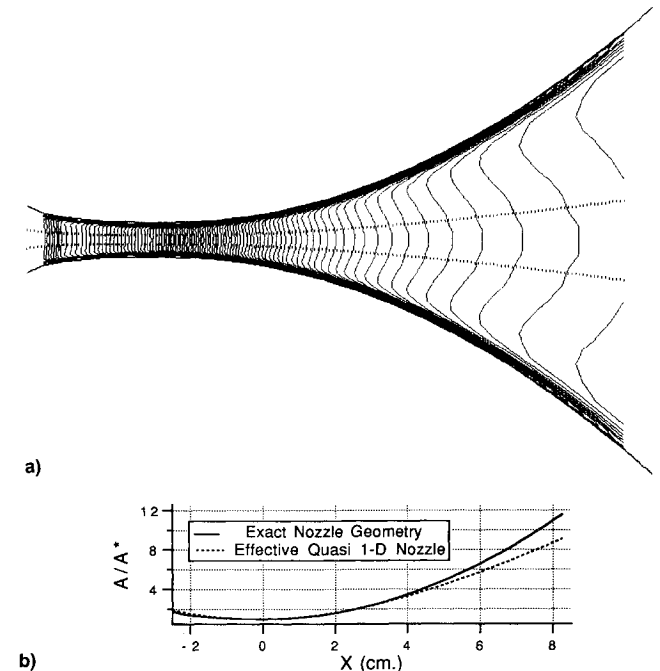 a)
12
8
4
A/A*
Exact Nozzle Geometry
Effective Quasi 1-D Nozzle
-2 0 2 4 6 8
X (cm.)
b)